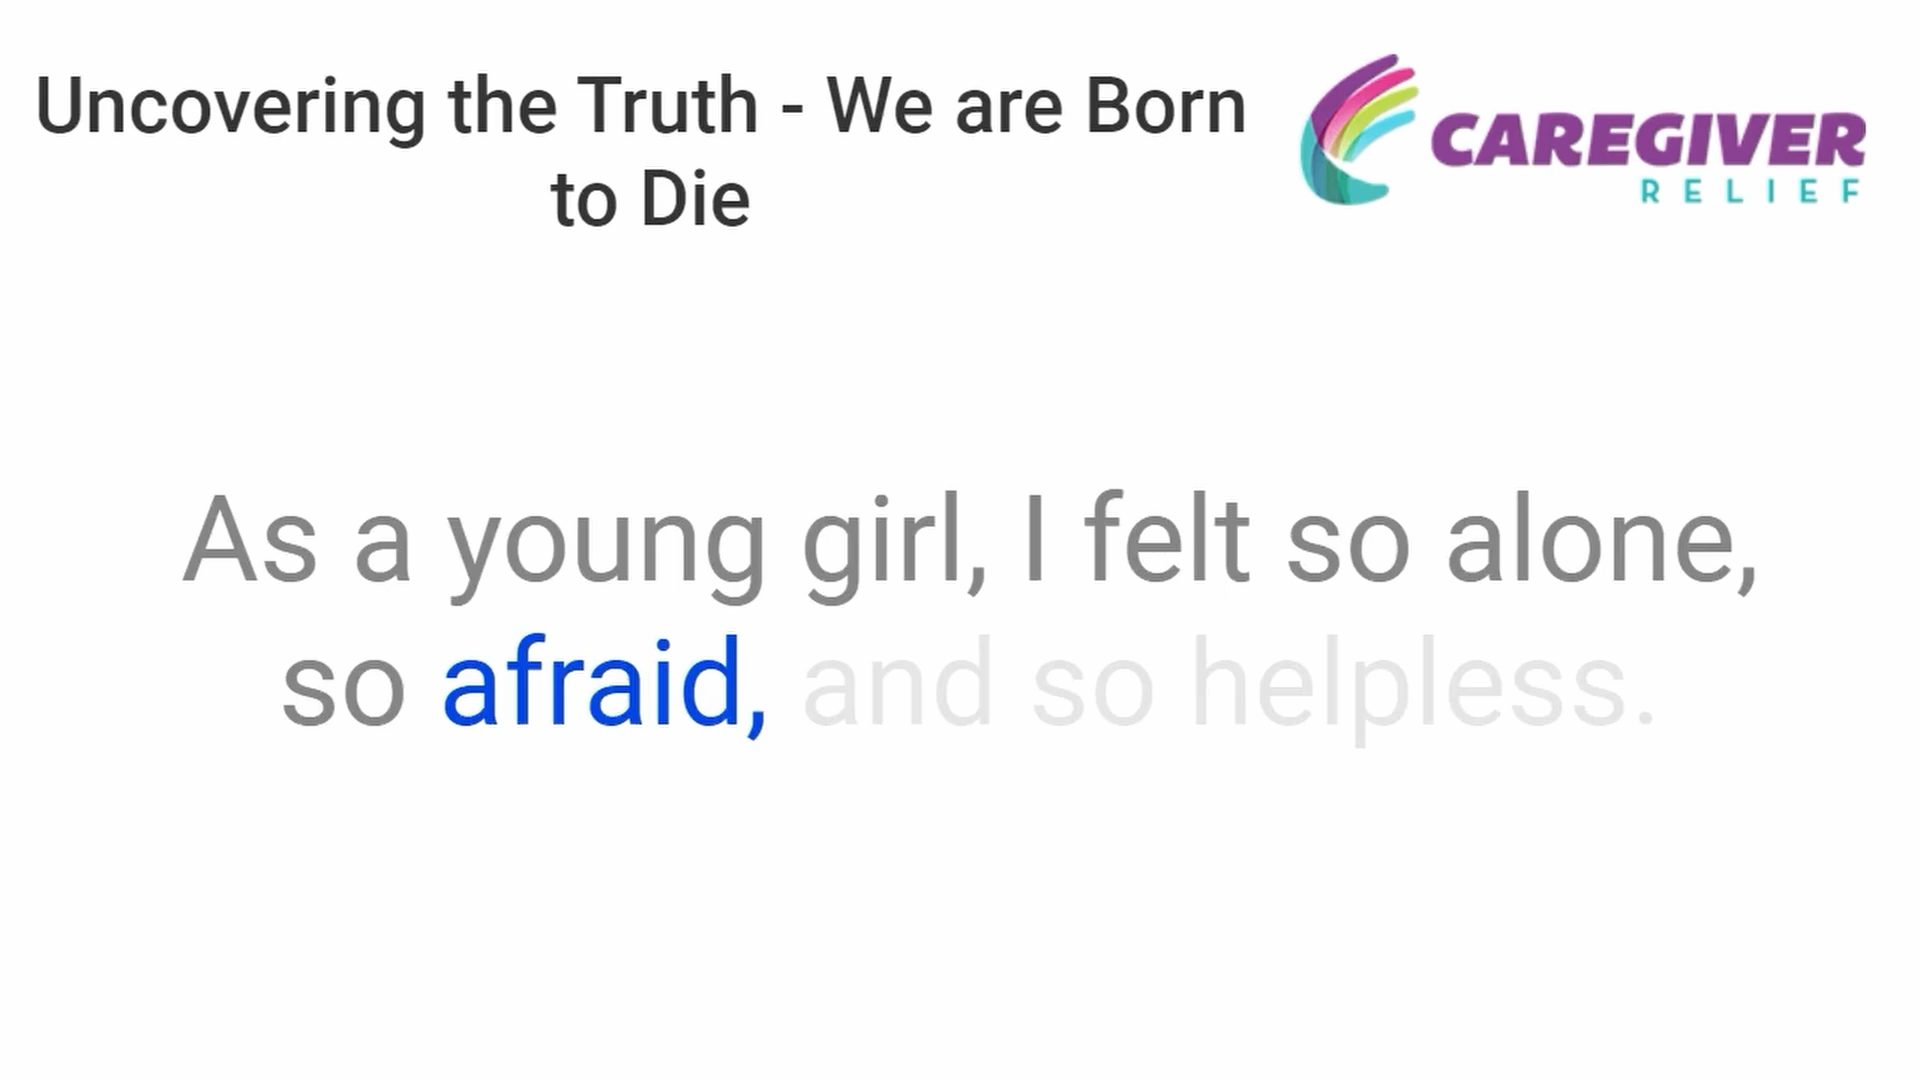 Uncovering the Truth - We are Born
to Die
CAREGIVER
RELIEF
As a young girl, I felt so alone,
so afraid, and so helpless.